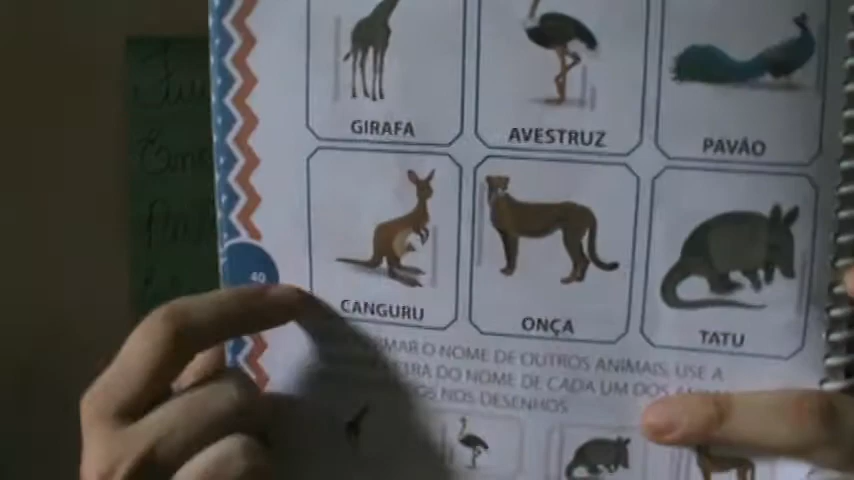 GIRAFA
AVESTRUZ
PAVÃO
CANGURU
ONÇA
TATU
40
O NOME DE OUTROS ANIMAIS, USE A
DO NOME DE CADA UM DOS
NOS DESENHOS